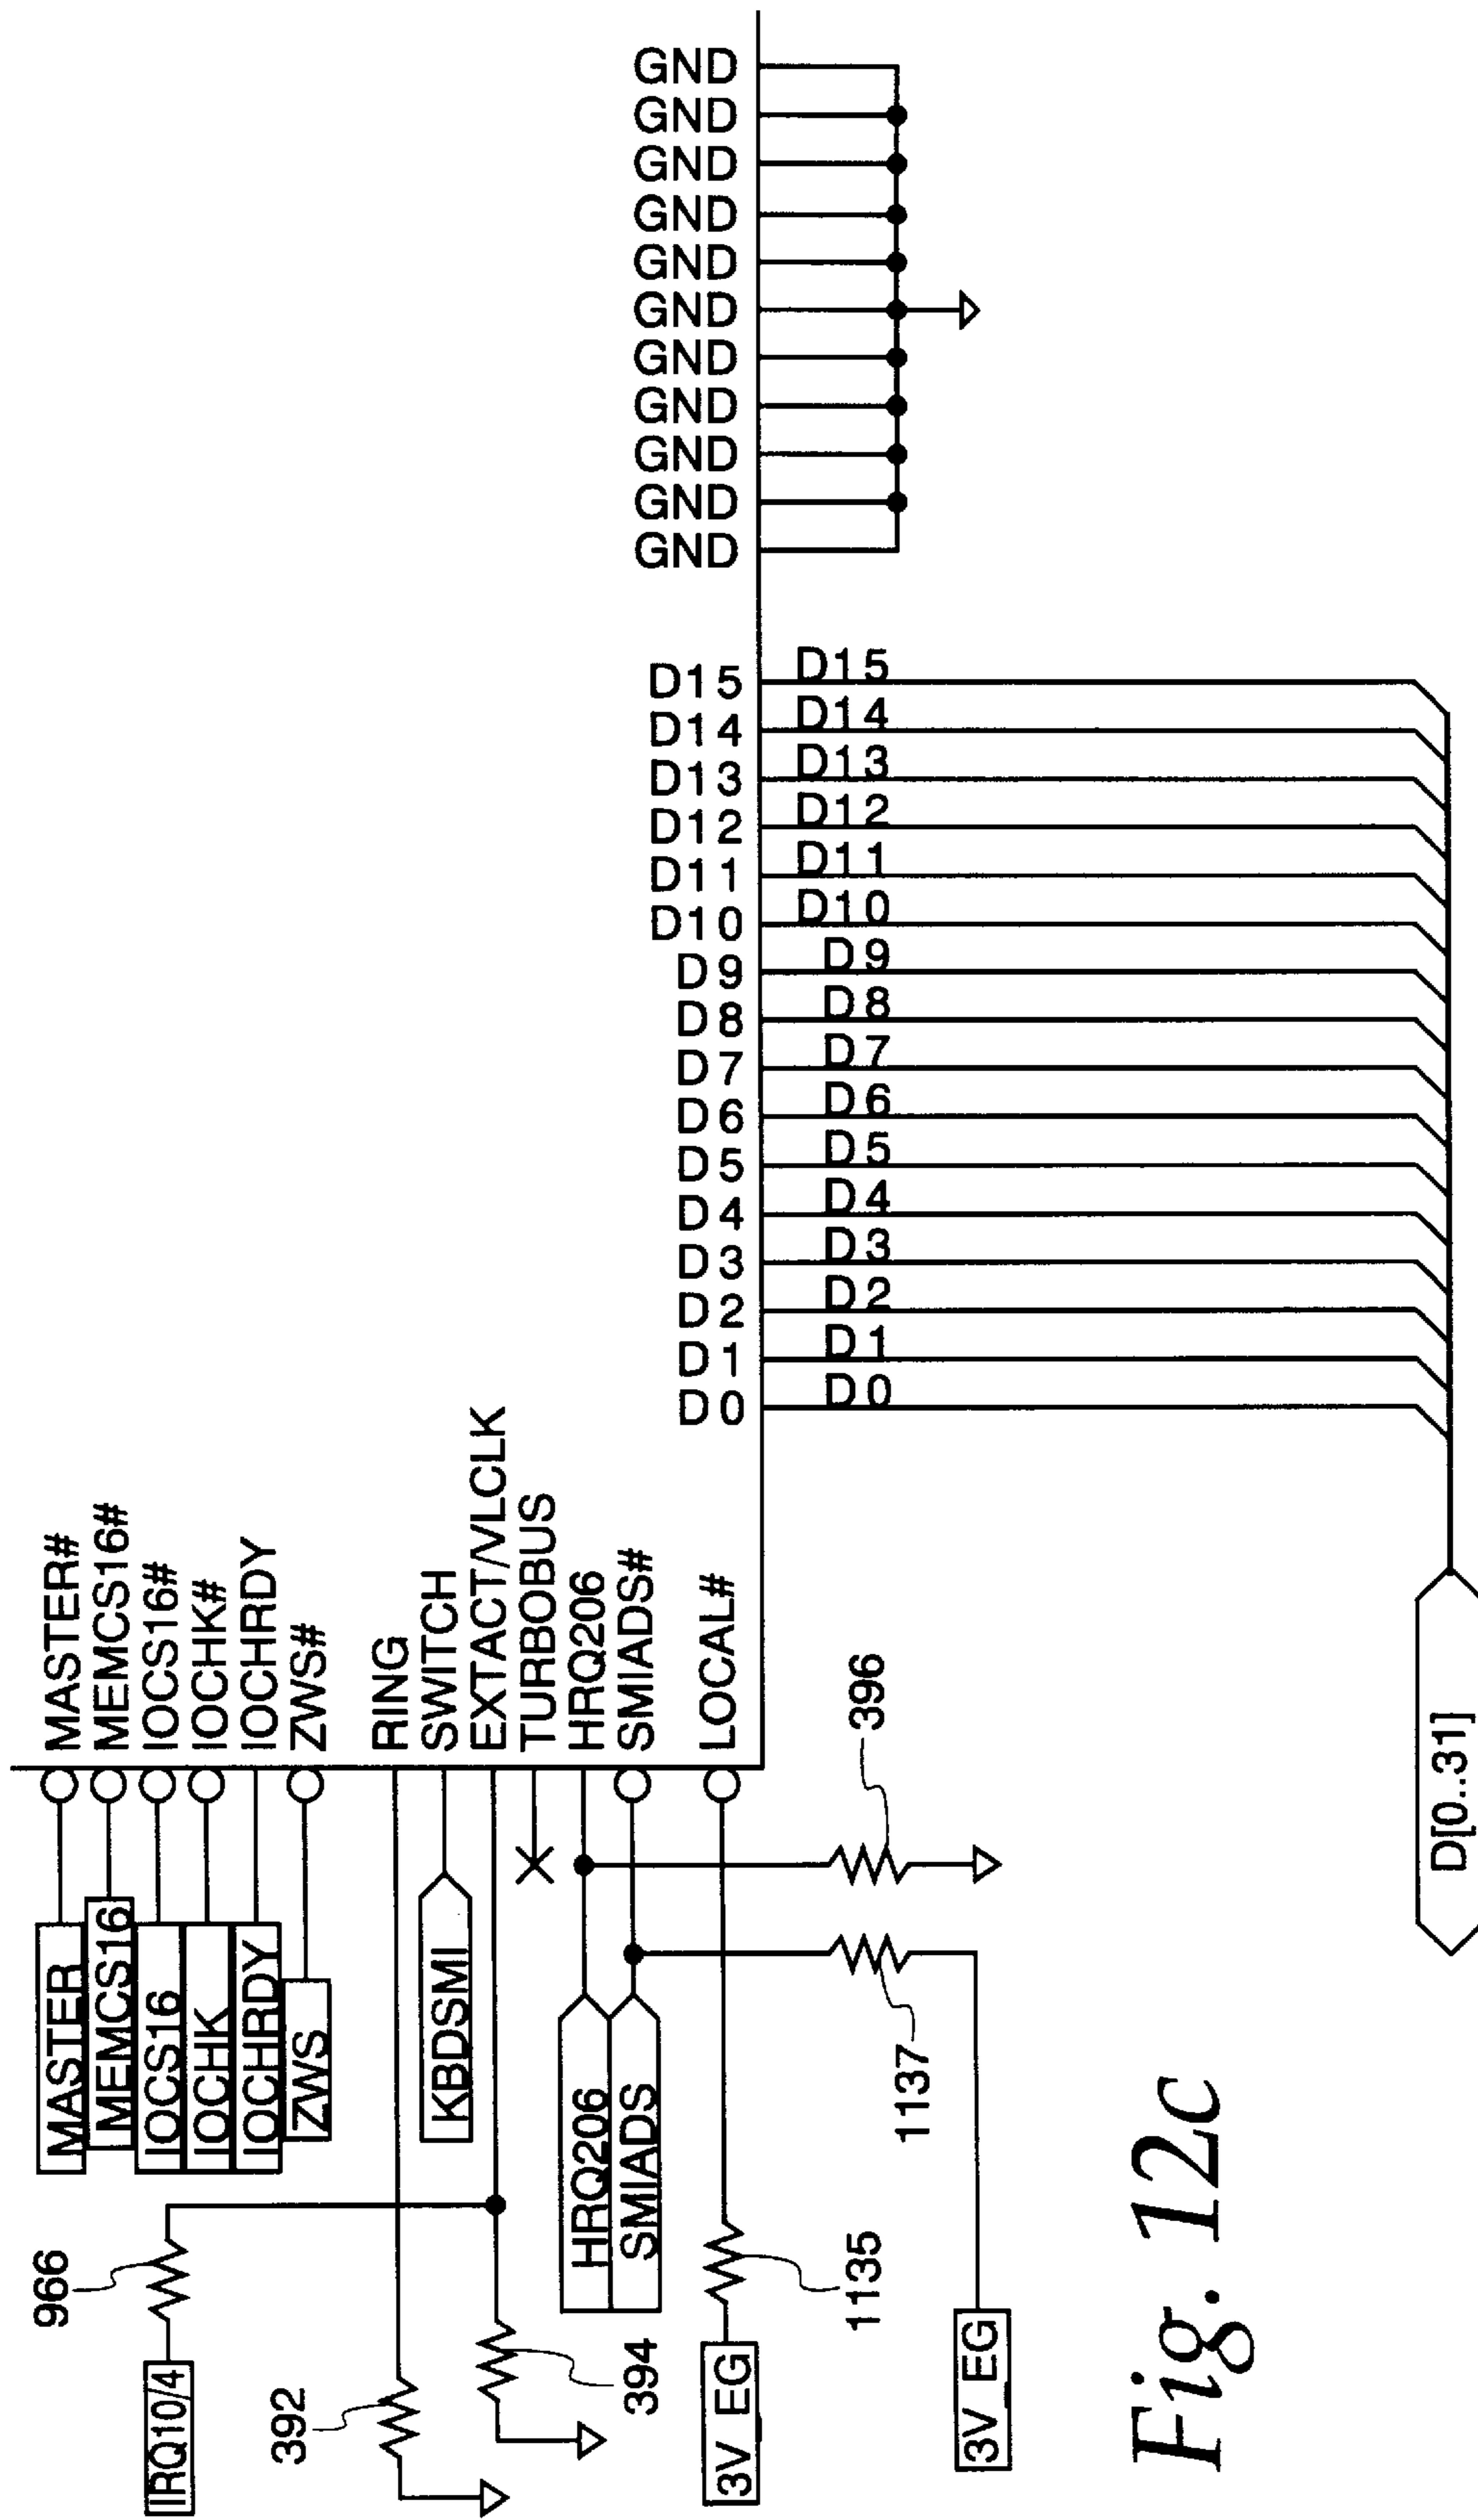 MASTER
MASTER#
MEMCS16
MEMCS16#
IOCS16
IOCS16#
IOCHK
IOCHK#
IOCHRDY
IOCHRDY
ZWS
ZWS#
966
IRQ10/4
392
RING
KBDSMI
SWITCH
EXTACT/VLCLK
TURBOBUS
394
HRQ206
HRQ206
SMIADS
SMIADS#
3V EG
LOCAL#
1135
396
1137
3V EG
D0
D1
D2
D3
D4
D5
D6
D7
D8
D9
D10
D11
D12
D13
D14
D15
D0
D1
D2
D3
D4
D5
D6
D7
D8
D9
D10
D11
D12
D13
D14
D15
GND
GND
GND
GND
GND
GND
GND
GND
GND
GND
GND
D[0..31]
Fig. 12c